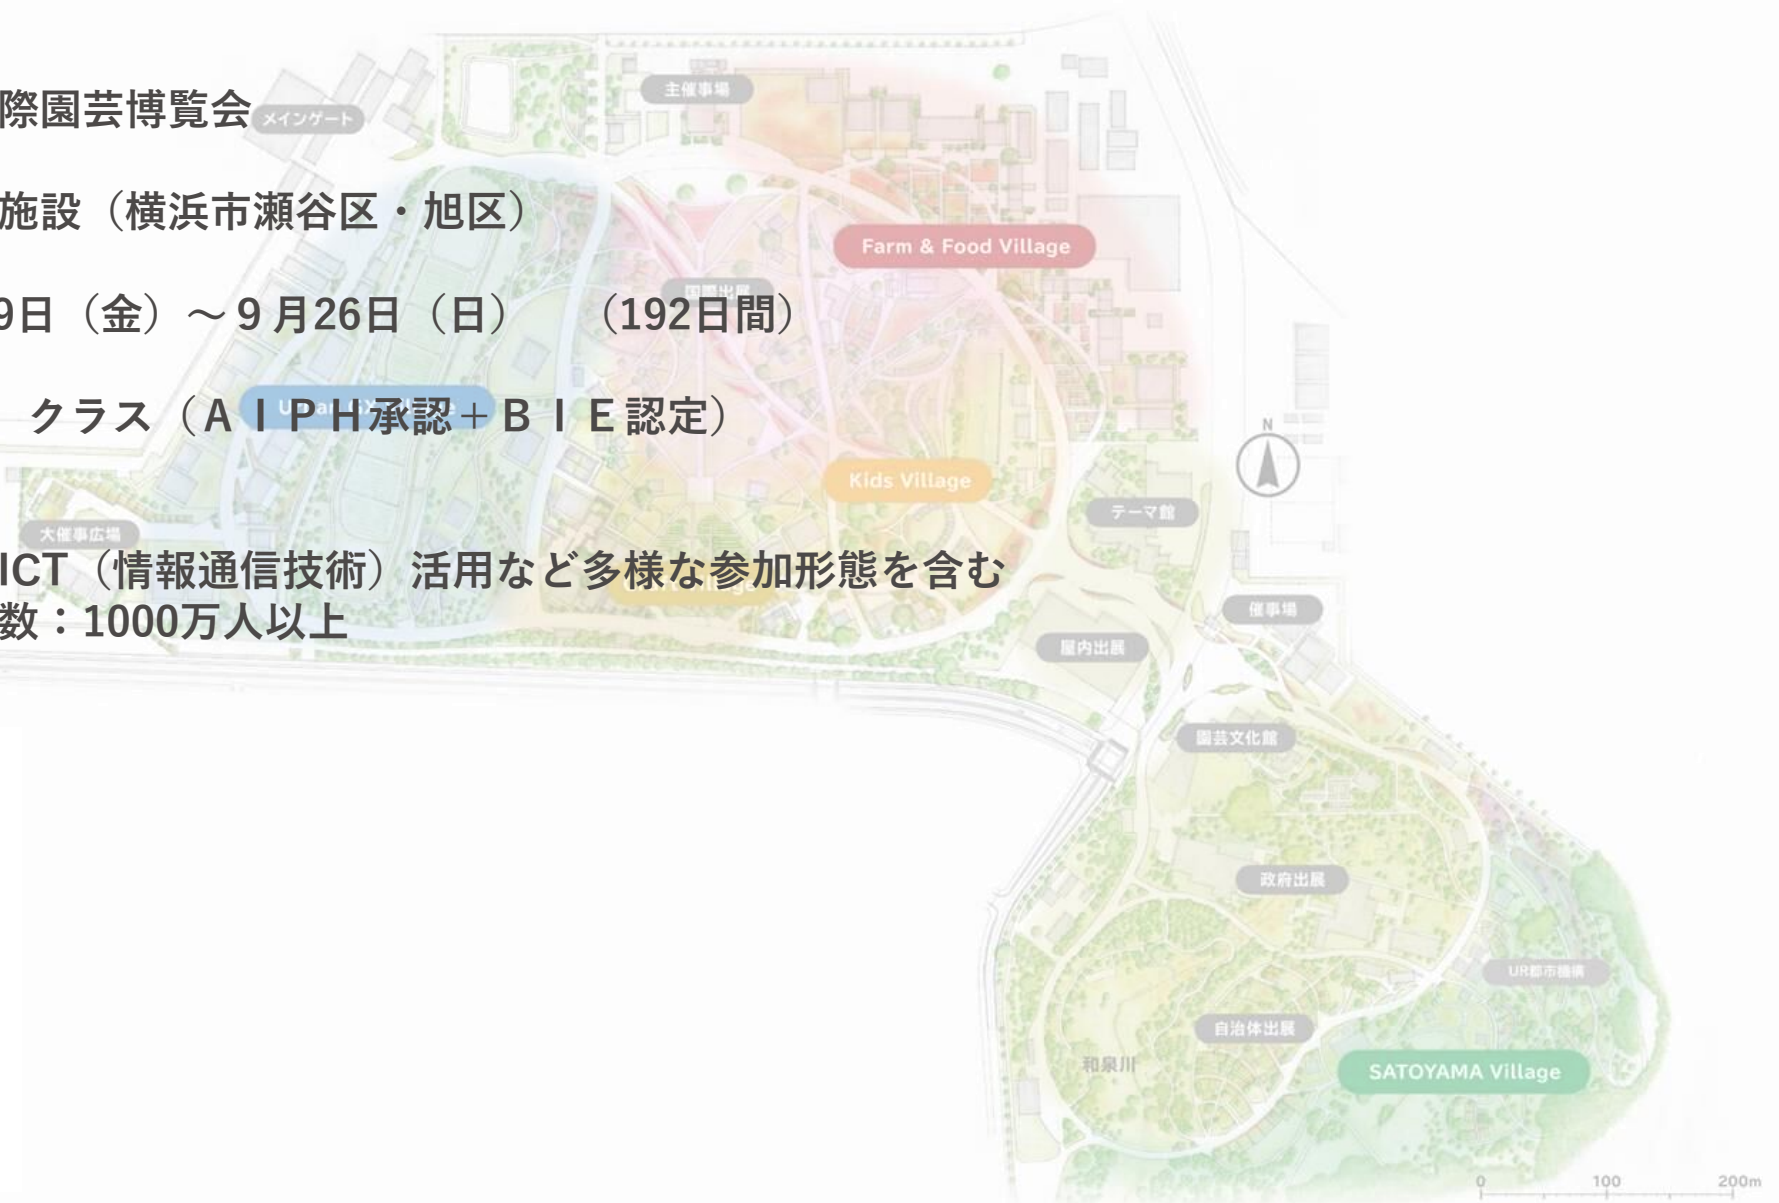 際園芸博覧会
施設（横浜市瀬谷区・旭区）
9日（金）～９月26日（日）　（192日間）
クラス（ＡＩＰＨ承認＋ＢＩＥ認定）
ICT（情報通信技術）活用など多様な参加形態を含む
数：1000万人以上
メインゲート
主催事場
Farm & Food Village
国際出展
Kids Village
テーマ館
N
大催事広場
催事場
屋内出展
園芸文化館
政府出展
UR都市機構
自治体出展
和泉川
SATOYAMA Village
0 100 200m